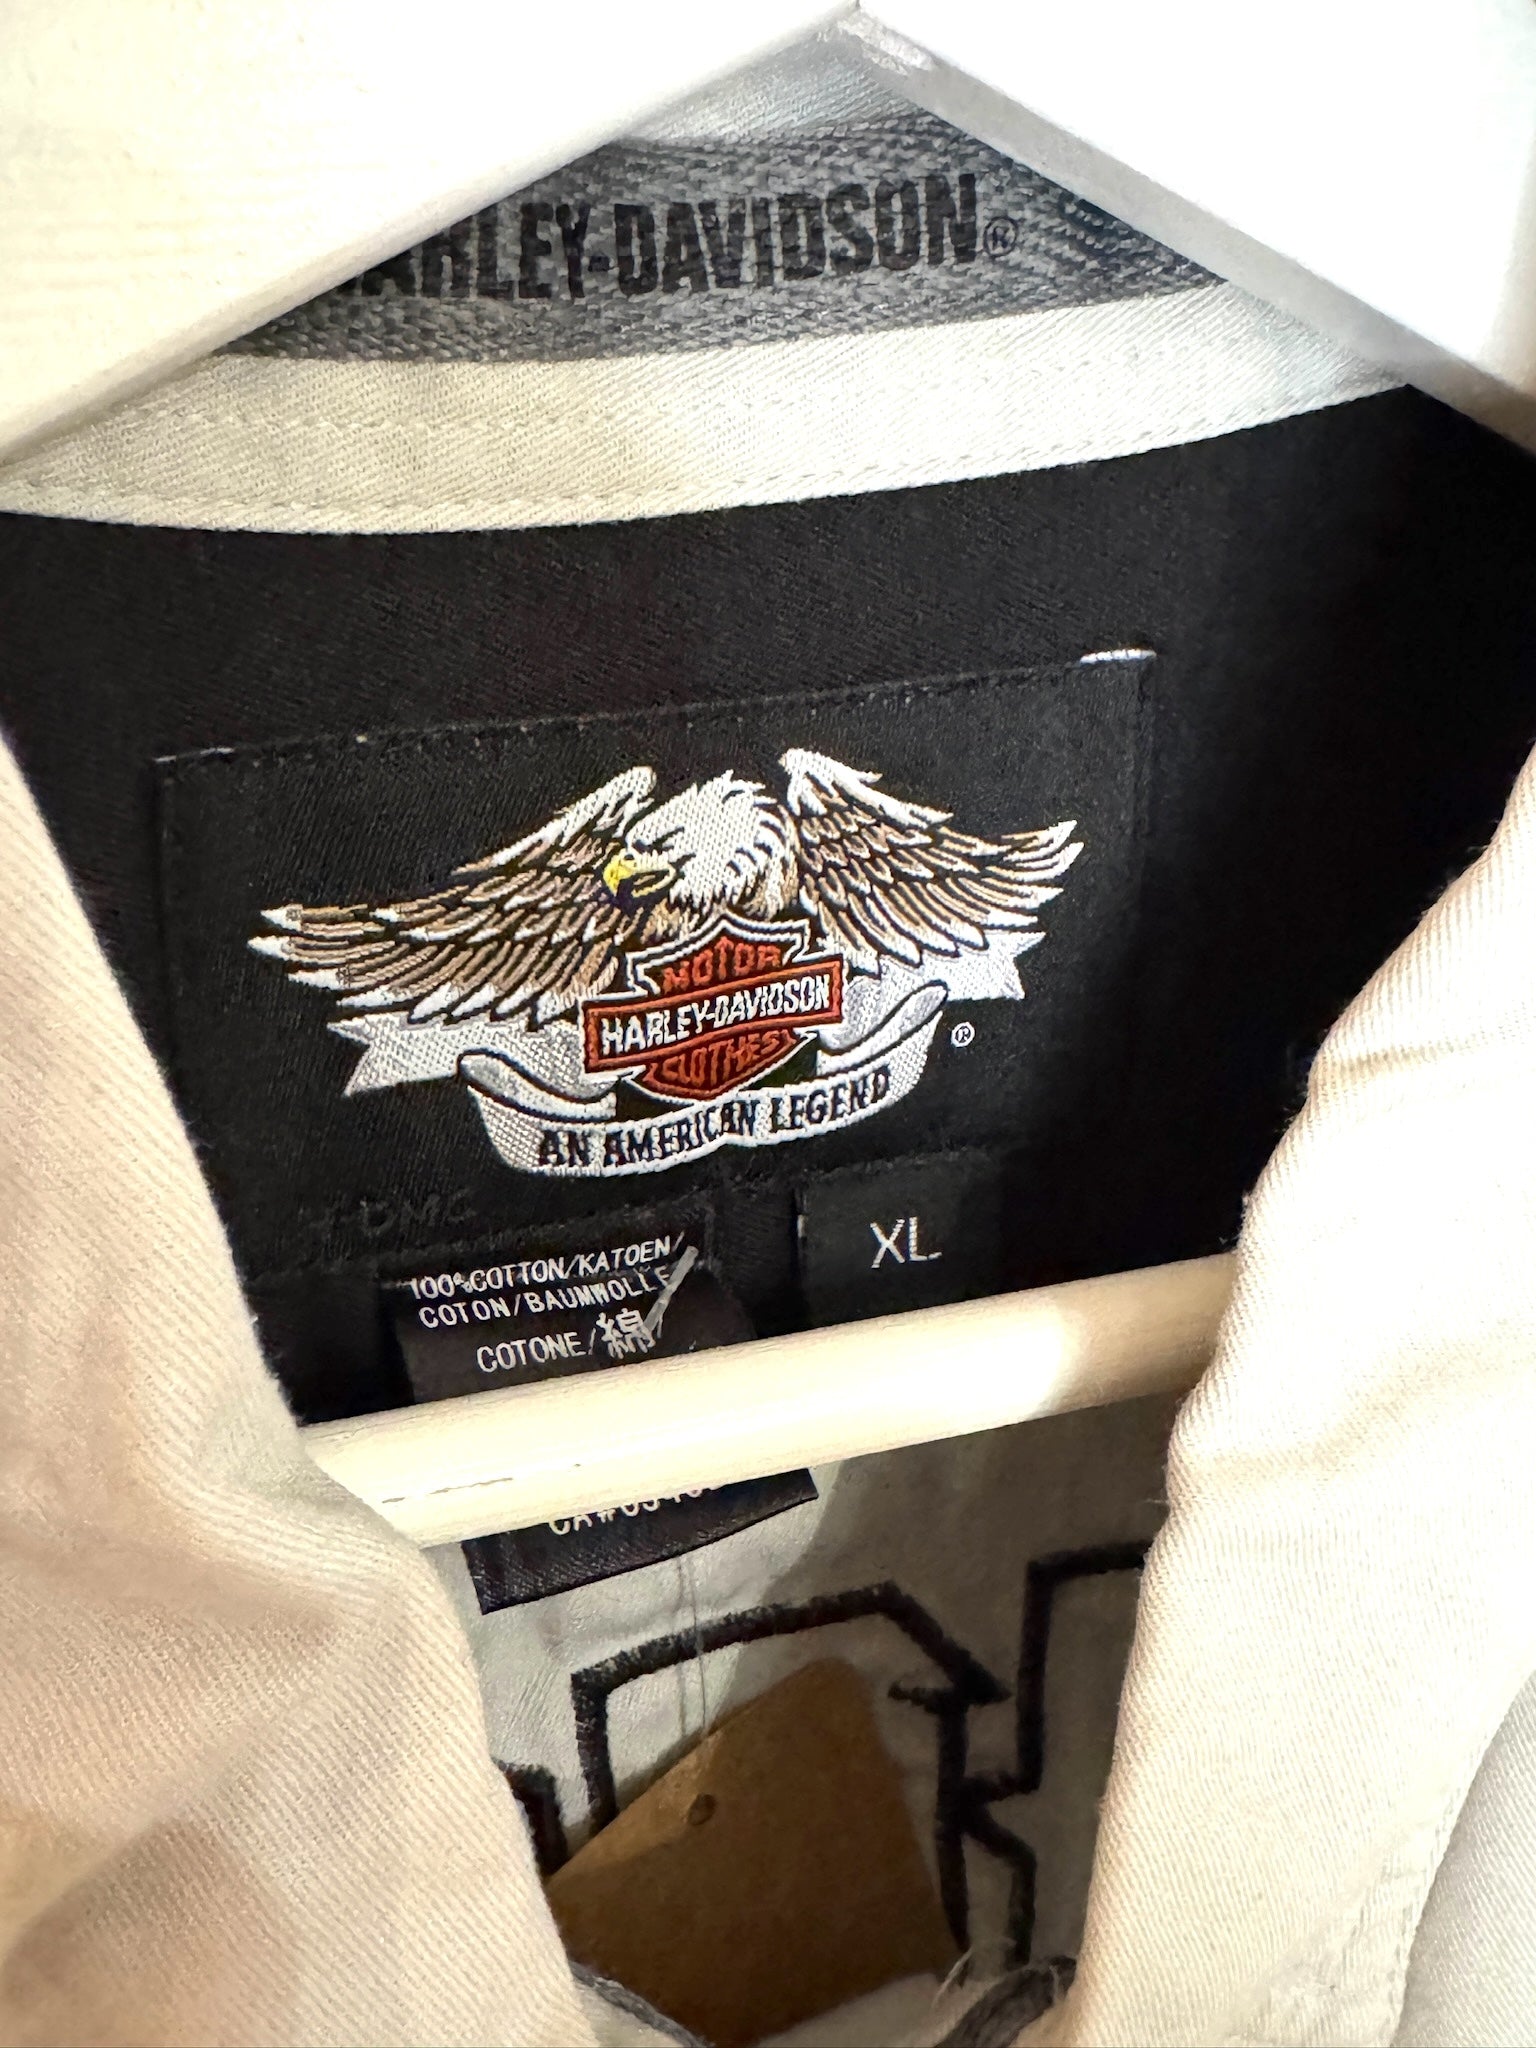 HARLEY-DAVIDSON®
MOTOR
HARLEY-DAVIDSON
CLOTHES
®
AN AMERICAN LEGEND
XL
100%COTTON/KATOEN/
COTON/BAUMWOLLE/
COTONE/綿/